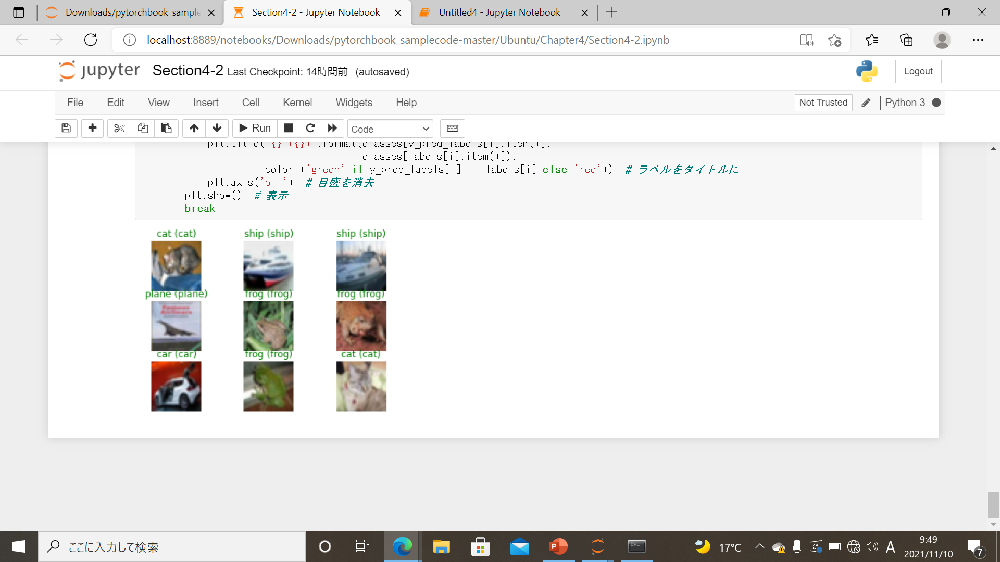 Downloads/pytorchbook_sample
Section4-2 - Jupyter Notebook
Untitled4 - Jupyter Notebook
localhost:8889/notebooks/Downloads/pytorchbook_samplecode-master/Ubuntu/Chapter4/Section4-2.ipynb
jupyter Section4-2 Last Checkpoint: 14時間前 (autosaved)
Logout
File Edit View Insert Cell Kernel Widgets Help
Not Trusted
Python 3
Run
Code
plt.title('{} ({})'.format(classes[y_pred_labels[i].item()],
classes[labels[i].item()]),
color=('green' if y_pred_labels[i] == labels[i] else 'red')) # ラベルをタイトルに
plt.axis('off') # 目盛を消去
plt.show() # 表示
break
cat (cat) ship (ship) ship (ship)
plane (plane) frog (frog) frog (frog)
car (car) frog (frog) cat (cat)
ここに入力して検索
17°C
A
9:49
2021/11/10
7